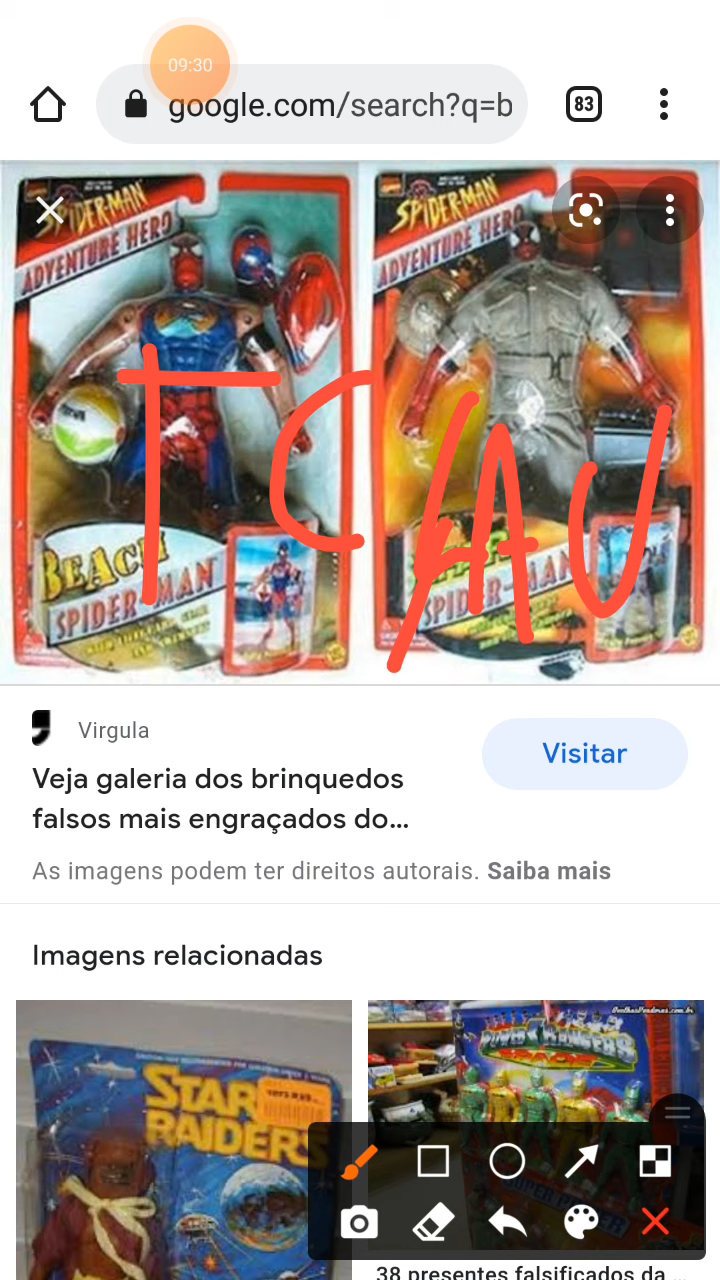 09:30
google.com/search?q=b
83
SPIDER-MAN
ADVENTURE HERO
SPIDERMAN
ADVENTURE HERO
TCHAU
BEACH
SPIDER-MAN
SPIDER-MAN
Virgula
Visitar
Veja galeria dos brinquedos
falsos mais engraçados do...
As imagens podem ter direitos autorais. Saiba mais
Imagens relacionadas
STAR
RAIDERS
SPACE
38 presentes falsificados da ...